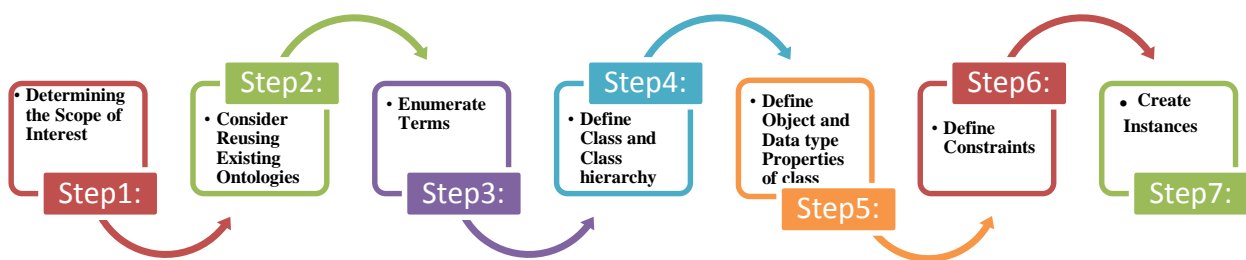 • Determining
the Scope of
Interest
Step1:
Step2:
• Consider
Reusing
Existing
Ontologies
• Enumerate
Terms
Step3:
Step4:
• Define
Class and
Class
hierarchy
• Define
Object and
Data type
Properties
of class
Step5:
Step6:
• Define
Constraints
• Create
Instances
Step7: